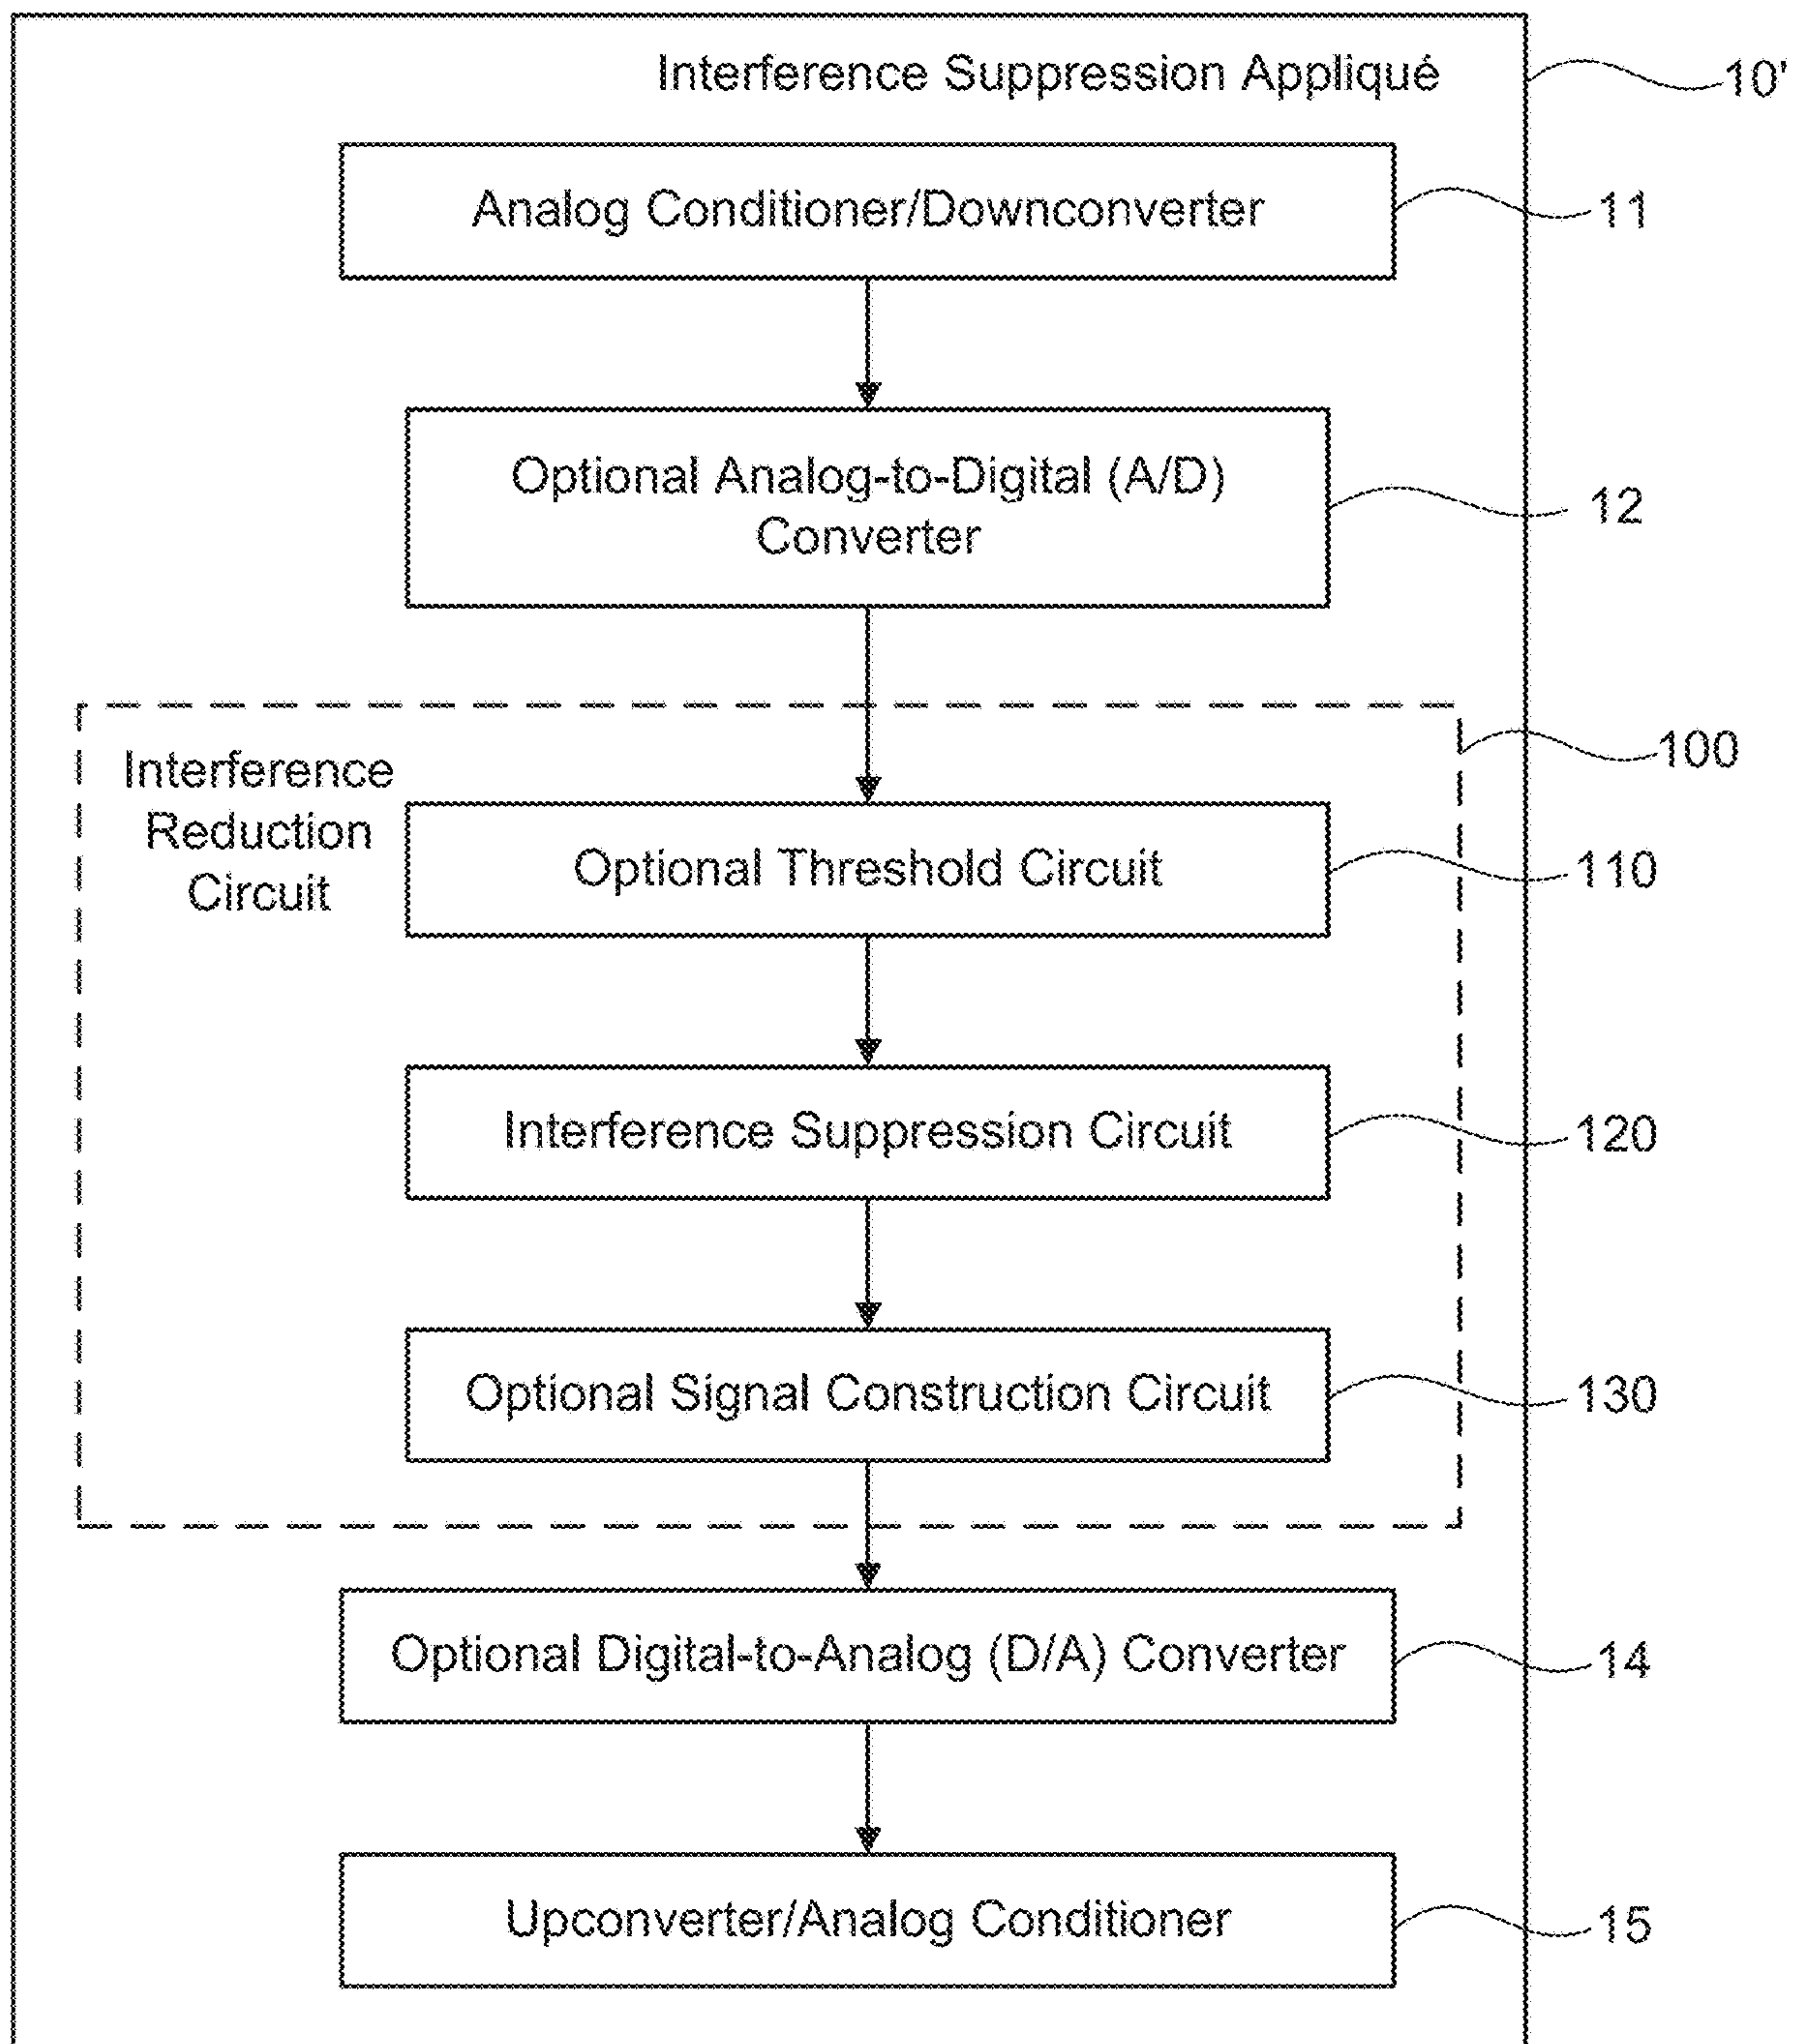 Interference Suppression Appliqué
10'
Analog Conditioner/Downconverter
11
Optional Analog-to-Digital (A/D)
Converter
12
Interference
Reduction
Circuit
100
Optional Threshold Circuit
110
Interference Suppression Circuit
120
Optional Signal Construction Circuit
130
Optional Digital-to-Analog (D/A) Converter
14
Upconverter/Analog Conditioner
15